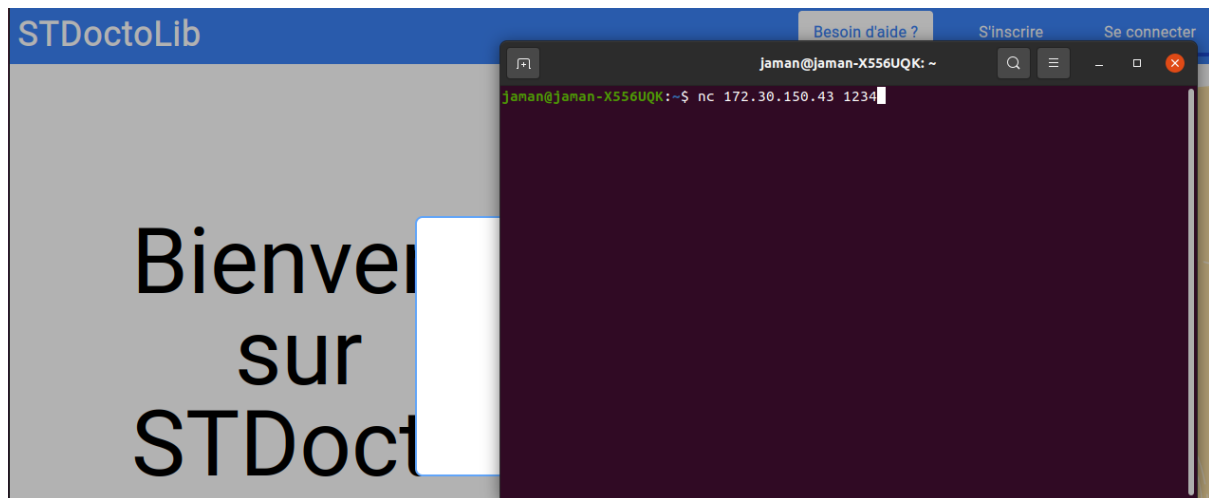 STDoctoLib
Besoin d'aide ? S'inscrire Se connecter
jaman@jaman-X556UQK: ~
jaman@jaman-X556UQK:~$ nc 172.30.150.43 1234
Bienve
sur
STDoct